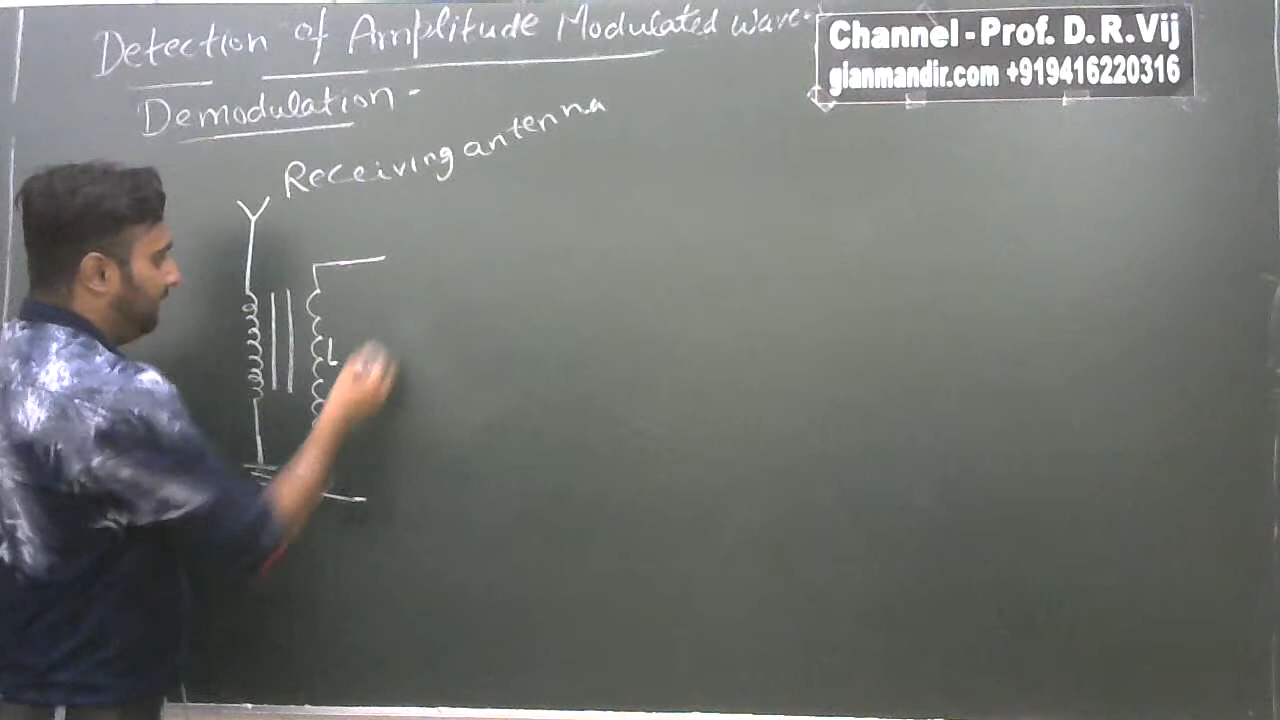 Detection of Amplitude Modulated wave.
Channel - Prof. D. R. Vij
gianmandir.com +919416220316
Demodulation -
Receiving antenna
L